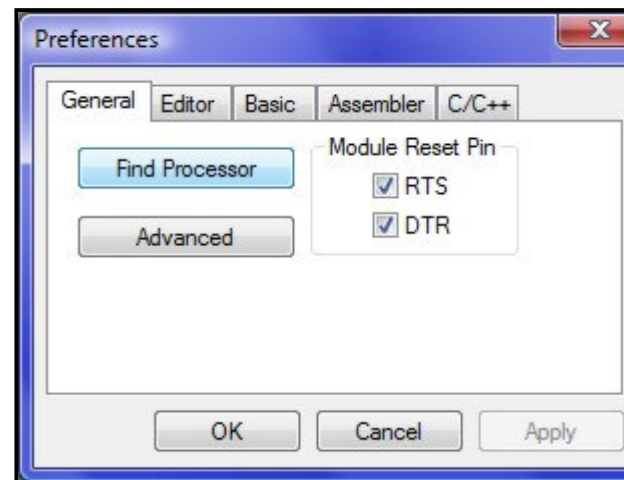 Preferences
General Editor Basic Assembler C/C++
Find Processor
Module Reset Pin
RTS
Advanced
DTR
OK Cancel Apply